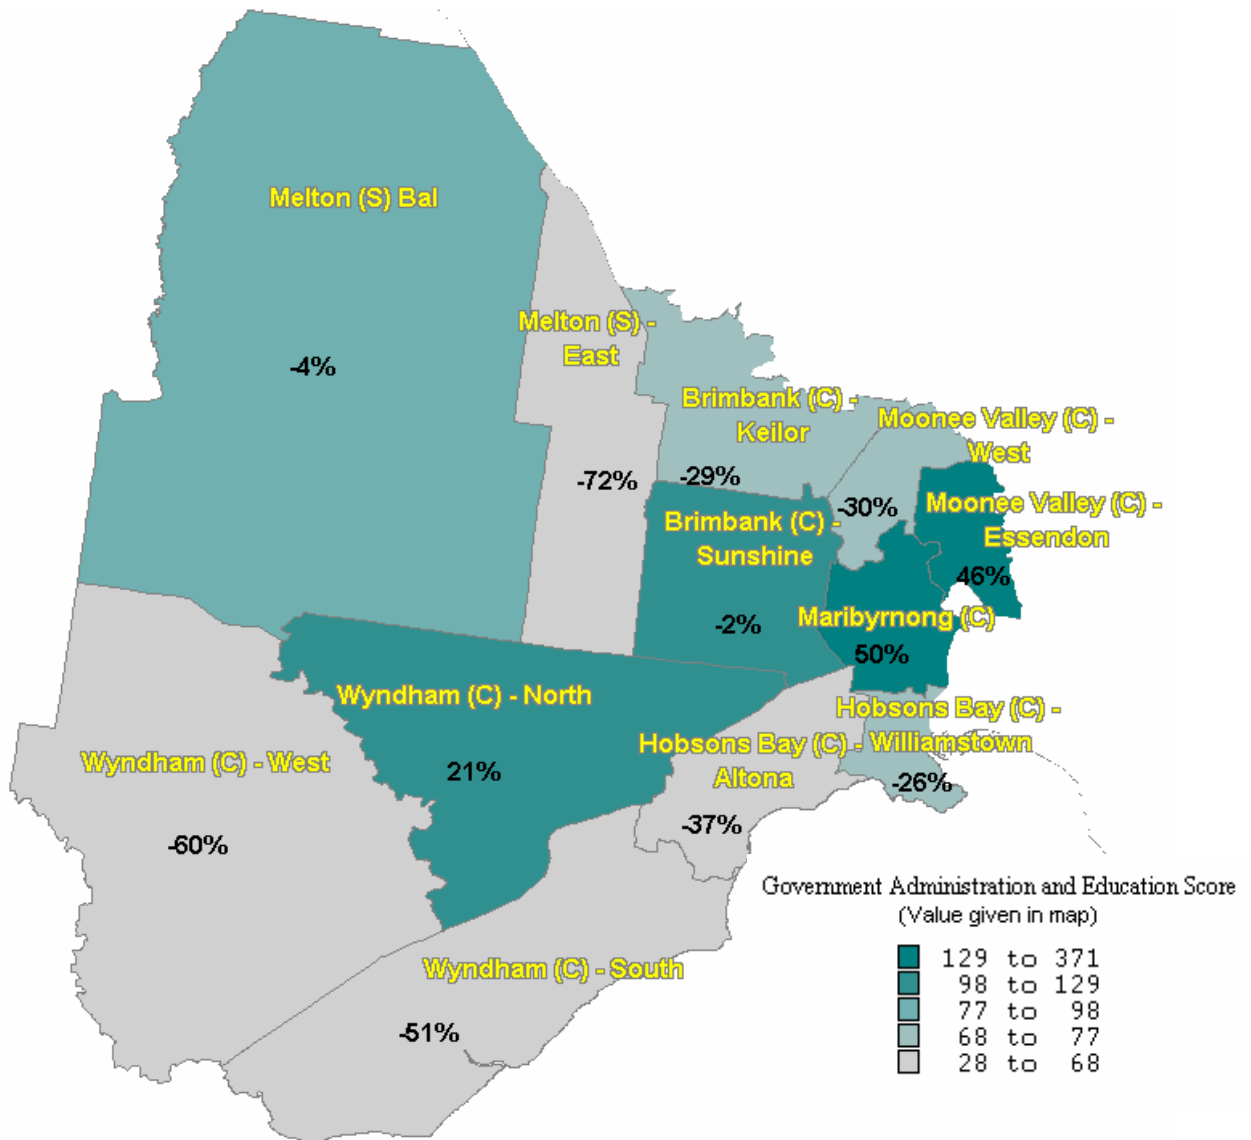 Melton (S) Bal
-4%
Melton (S) -
East
-72%
Brimbank (C) -
Keilor
-29%
Moonee Valley (C) -
West
-30%
Moonee Valley (C) -
Essendon
46%
Brimbank (C) -
Sunshine
-2%
Maribyrnong (C)
50%
Wyndham (C) - North
21%
Hobsons Bay (C) -
Williamstown
-26%
Hobsons Bay (C) -
Altona
-37%
Wyndham (C) - West
-60%
Wyndham (C) - South
-51%
Government Administration and Education Score
(Value given in map)
129 to 371
98 to 129
77 to 98
68 to 77
28 to 68